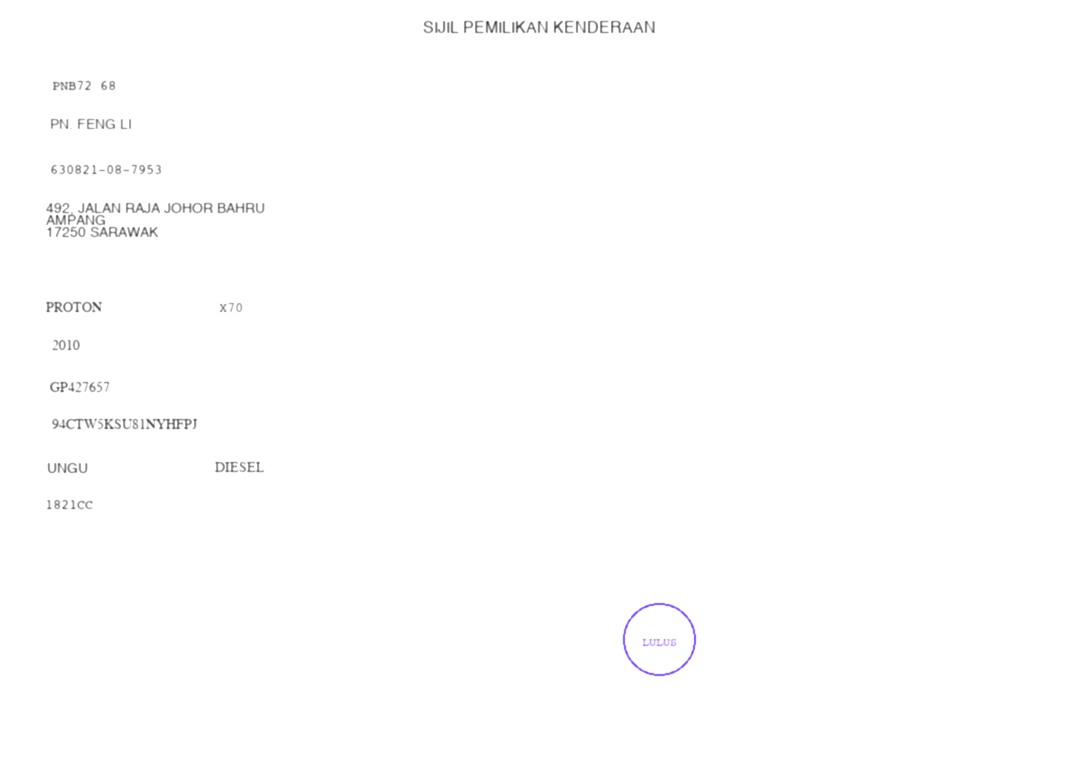 SIJIL PEMILIKAN KENDERAAN
PNB72 68
PN. FENG LI
630821-08-7953
492, JALAN RAJA JOHOR BAHRU
AMPANG
17250 SARAWAK
PROTON X70
2010
GP427657
94CTW5KSU81NYHFPJ
UNGU DIESEL
1821CC
LULUS